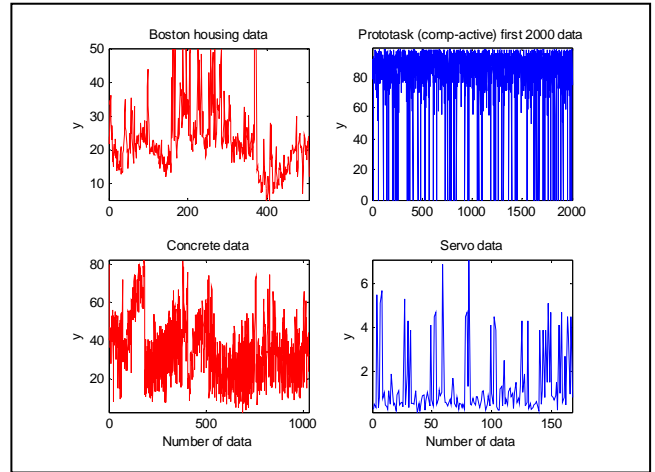 Boston housing data
50
40
30
20
10
y
0 200 400
Prototask (comp-active) first 2000 data
80
60
40
20
0
y
0 500 1000 1500 2000
Concrete data
80
60
40
20
y
0 500 1000
Number of data
Servo data
6
4
2
y
0 50 100 150
Number of data